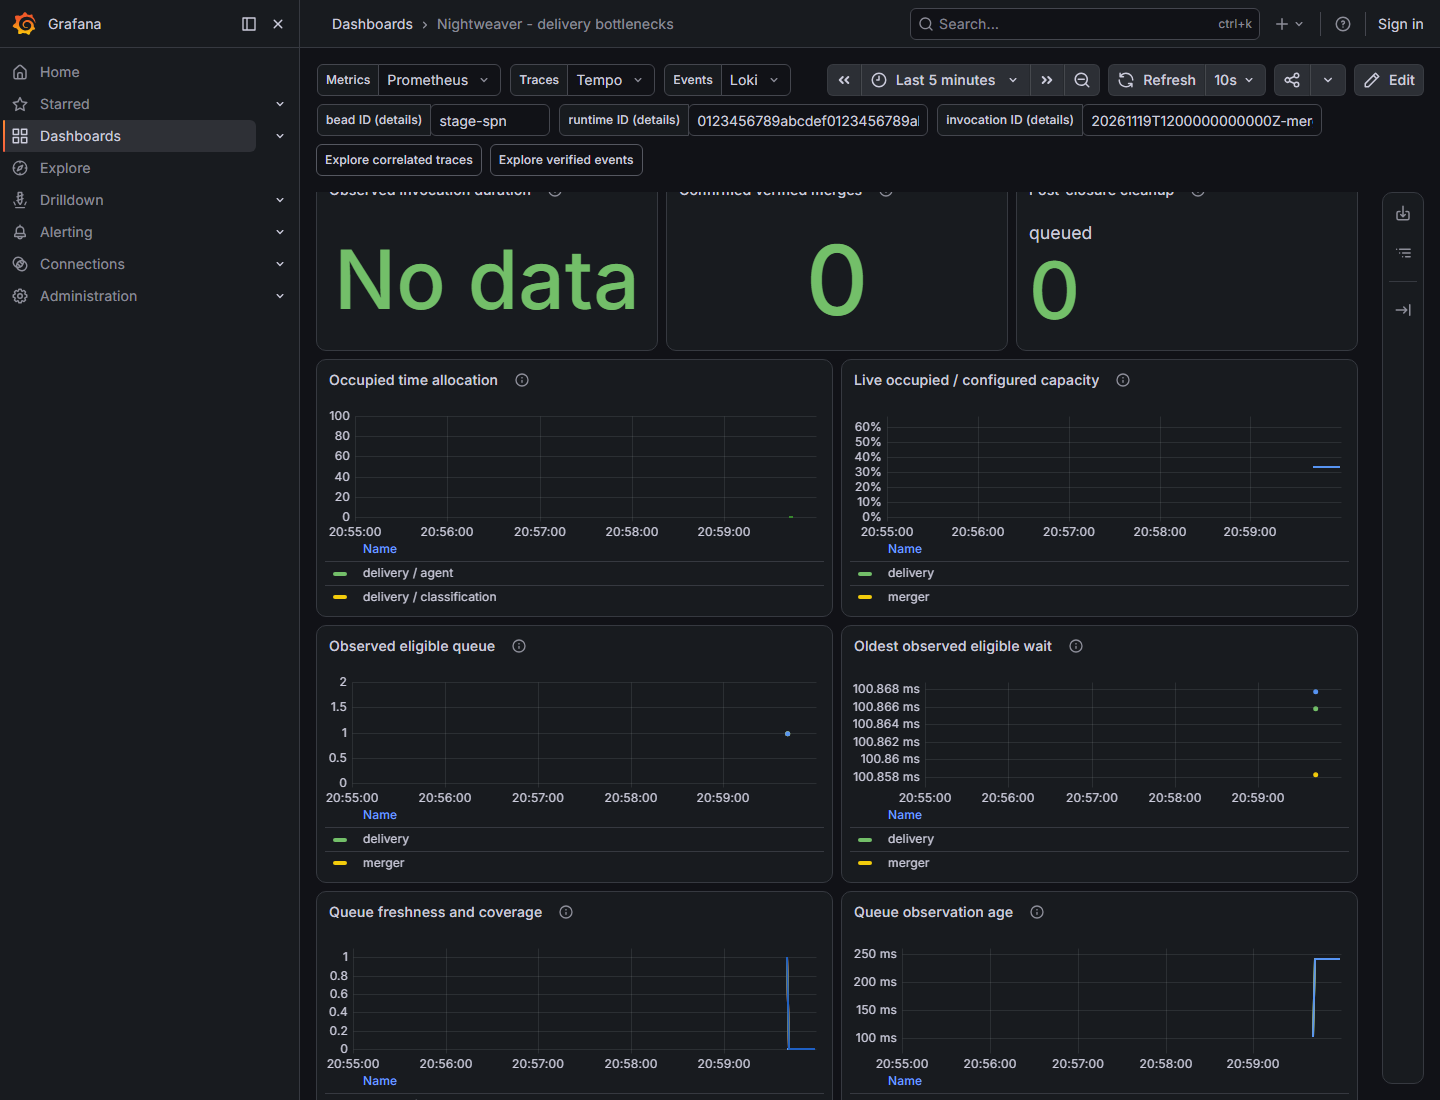 Grafana
Dashboards › Nightweaver - delivery bottlenecks
Search...
ctrl+k
Sign in
Home
Starred
Dashboards
Explore
Drilldown
Alerting
Connections
Administration
Metrics Prometheus
Traces Tempo
Events Loki
Last 5 minutes
Refresh 10s
Edit
bead ID (details) stage-spn
runtime ID (details) 0123456789abcdef0123456789a
invocation ID (details) 20261119T1200000000000Z-mer
Explore correlated traces
Explore verified events
Observed invocation duration
No data
Confirmed verified merges
0
Post-closure cleanup
queued
0
Occupied time allocation
100
80
60
40
20
0
20:55:00 20:56:00 20:57:00 20:58:00 20:59:00
Name
delivery / agent
delivery / classification
Live occupied / configured capacity
60%
50%
40%
30%
20%
10%
0%
20:55:00 20:56:00 20:57:00 20:58:00 20:59:00
Name
delivery
merger
Observed eligible queue
2
1.5
1
0.5
0
20:55:00 20:56:00 20:57:00 20:58:00 20:59:00
Name
delivery
merger
Oldest observed eligible wait
100.868 ms
100.866 ms
100.864 ms
100.862 ms
100.86 ms
100.858 ms
20:55:00 20:56:00 20:57:00 20:58:00 20:59:00
Name
delivery
merger
Queue freshness and coverage
1
0.8
0.6
0.4
0.2
0
20:55:00 20:56:00 20:57:00 20:58:00 20:59:00
Name
Queue observation age
250 ms
200 ms
150 ms
100 ms
20:55:00 20:56:00 20:57:00 20:58:00 20:59:00
Name